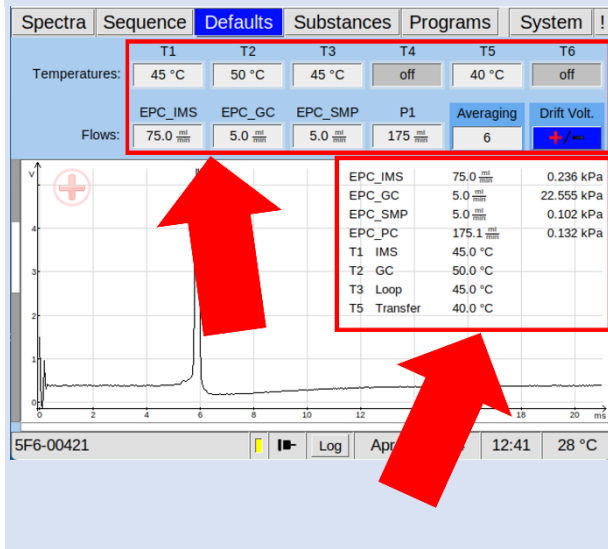 Spectra Sequence Defaults Substances Programs System !
T1 T2 T3 T4 T5 T6
Temperatures: 45 °C 50 °C 45 °C off 40 °C off
EPC_IMS EPC_GC EPC_SMP P1 Averaging Drift Volt.
Flows: 75.0 ml/min 5.0 ml/min 5.0 ml/min 175 ml/min 6 +/-
V
EPC_IMS 75.0 ml/min 0.236 kPa
EPC_GC 5.0 ml/min 22.555 kPa
EPC_SMP 5.0 ml/min 0.102 kPa
EPC_PC 175.1 ml/min 0.132 kPa
T1 IMS 45.0 °C
T2 GC 50.0 °C
T3 Loop 45.0 °C
T5 Transfer 40.0 °C
4
3
2
1
0
0 2 4 6 8 10 12 18 20 ms
5F6-00421 Log 12:41 28 °C